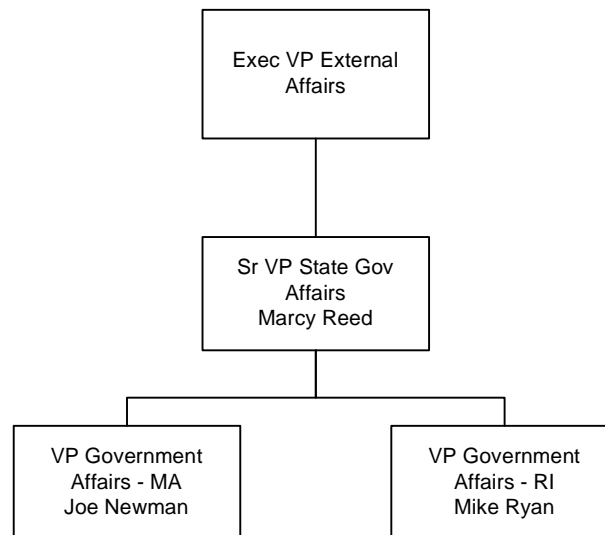 Exec VP External
Affairs
Sr VP State Gov
Affairs
Marcy Reed
VP Government
Affairs - MA
Joe Newman
VP Government
Affairs - RI
Mike Ryan